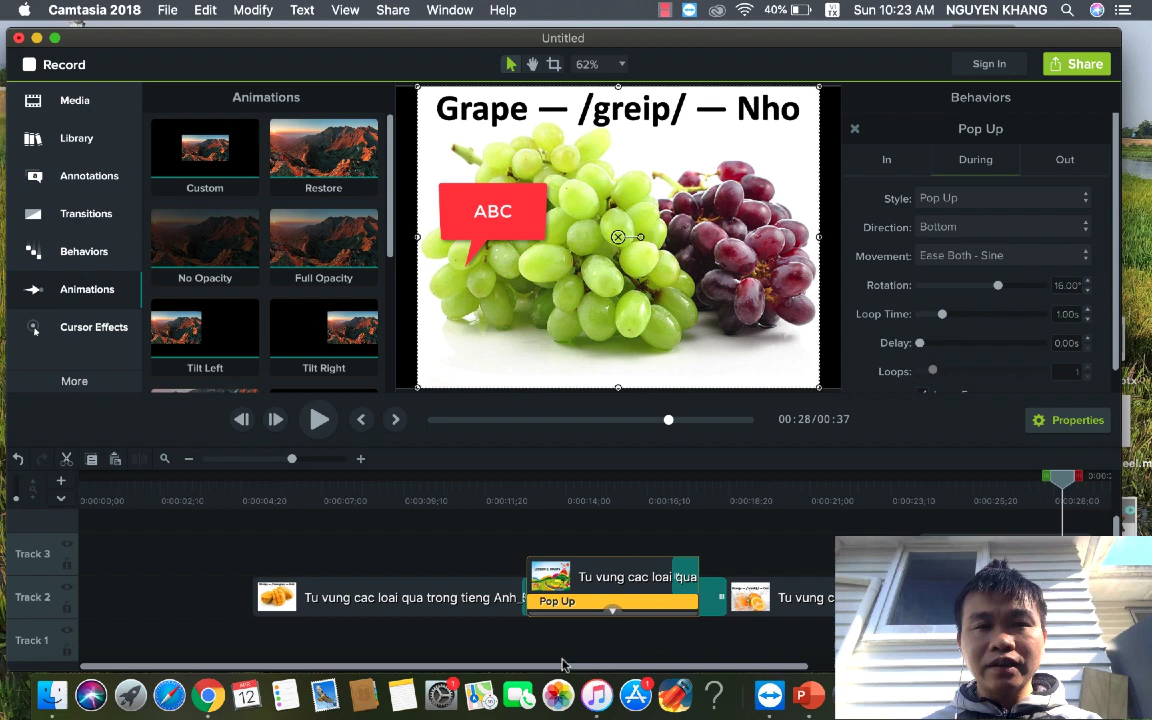 Camtasia 2018 File Edit Modify Text View Share Window Help 40% VI TX Sun 10:23 AM NGUYEN KHANG
Untitled
Record 62% Sign In Share
Media
Library
Annotations
Transitions
Behaviors
Animations
Cursor Effects
More
Animations
Custom Restore
No Opacity Full Opacity
Tilt Left Tilt Right
Grape — /greip/ — Nho
ABC
Behaviors
Pop Up
In During Out
Style: Pop Up
Direction: Bottom
Movement: Ease Both - Sine
Rotation: 16.00°
Loop Time: 1.00s
Delay: 0.00s
Loops: 1
00:28/00:37 Properties
0:00:00;00 0:00:02;10 0:00:04;20 0:00:07;00 0:00:09;10 0:00:11;20 0:00:14;00 0:00:16;10 0:00:18;20 0:00:21;00 0:00:23;10 0:00:25;20 0:00:28;00
Track 3 Tu vung cac loai qua
Track 2 Tu vung cac loai qua trong tieng Anh_ Pop Up Tu vung c
Track 1
APR 12
1 1